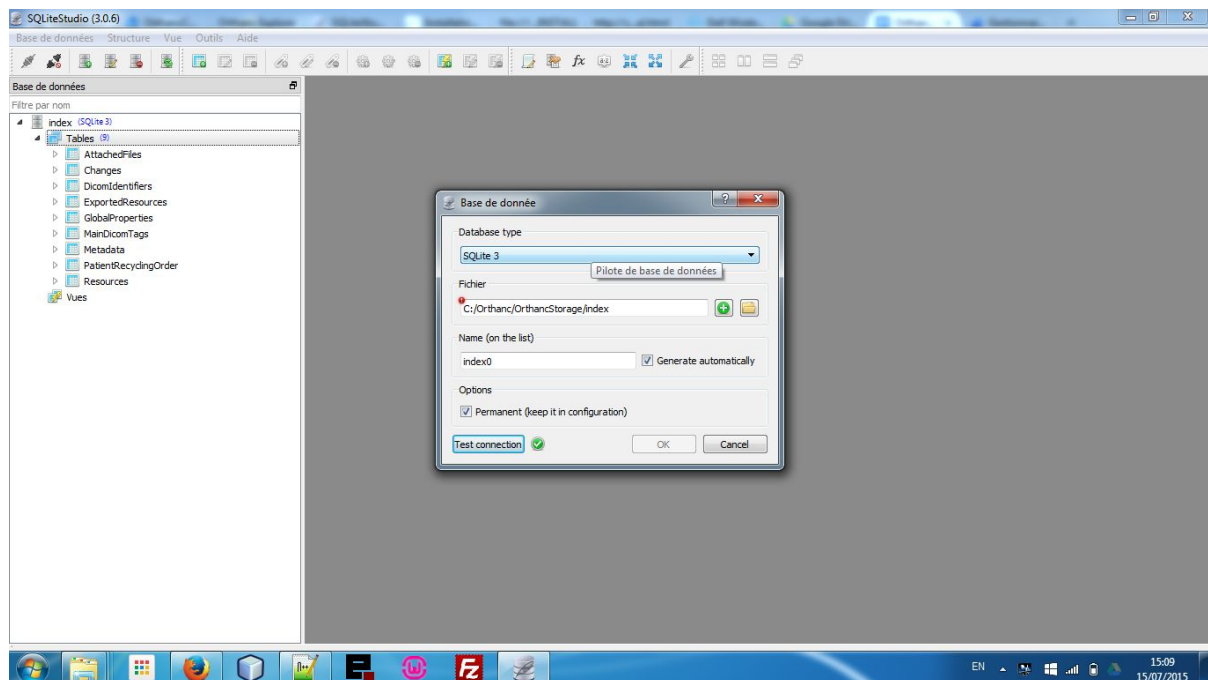 SQLiteStudio (3.0.6)
Base de données Structure Vue Outils Aide
Base de données
Filtre par nom
index (SQLite 3)
Tables (9)
AttachedFiles
Changes
DicomIdentifiers
ExportedResources
GlobalProperties
MainDicomTags
Metadata
PatientRecyclingOrder
Resources
Vues
Base de donnée
Database type
SQLite 3
Pilote de base de données
Fichier
C:/Orthanc/OrthancStorage/index
Name (on the list)
index0
Generate automatically
Options
Permanent (keep it in configuration)
Test connection OK Cancel
EN 15:09
15/07/2015